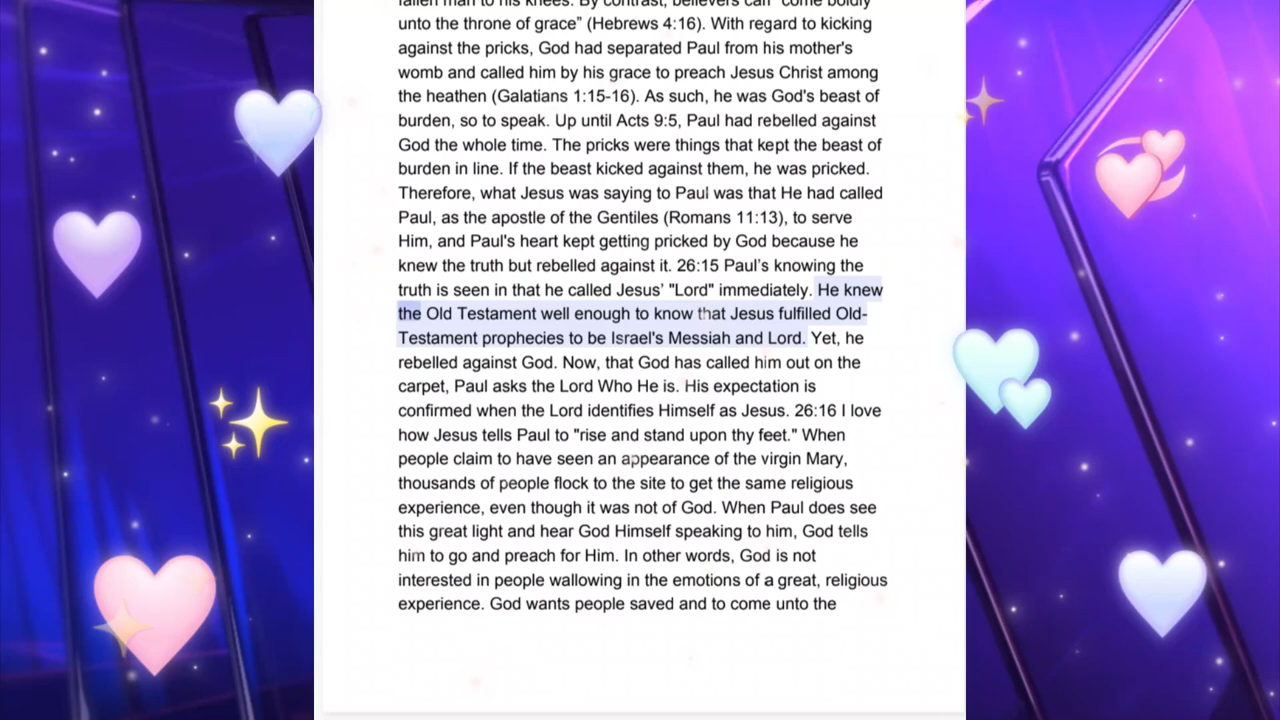 fallen man to his knees. By contrast, believers can "come boldly
unto the throne of grace” (Hebrews 4:16). With regard to kicking
against the pricks, God had separated Paul from his mother's
womb and called him by his grace to preach Jesus Christ among
the heathen (Galatians 1:15-16). As such, he was God's beast of
burden, so to speak. Up until Acts 9:5, Paul had rebelled against
God the whole time. The pricks were things that kept the beast of
burden in line. If the beast kicked against them, he was pricked.
Therefore, what Jesus was saying to Paul was that He had called
Paul, as the apostle of the Gentiles (Romans 11:13), to serve
Him, and Paul's heart kept getting pricked by God because he
knew the truth but rebelled against it. 26:15 Paul’s knowing the
truth is seen in that he called Jesus’ "Lord" immediately. He knew
the Old Testament well enough to know that Jesus fulfilled Old-
Testament prophecies to be Israel's Messiah and Lord. Yet, he
rebelled against God. Now, that God has called him out on the
carpet, Paul asks the Lord Who He is. His expectation is
confirmed when the Lord identifies Himself as Jesus. 26:16 I love
how Jesus tells Paul to "rise and stand upon thy feet." When
people claim to have seen an appearance of the virgin Mary,
thousands of people flock to the site to get the same religious
experience, even though it was not of God. When Paul does see
this great light and hear God Himself speaking to him, God tells
him to go and preach for Him. In other words, God is not
interested in people wallowing in the emotions of a great, religious
experience. God wants people saved and to come unto the